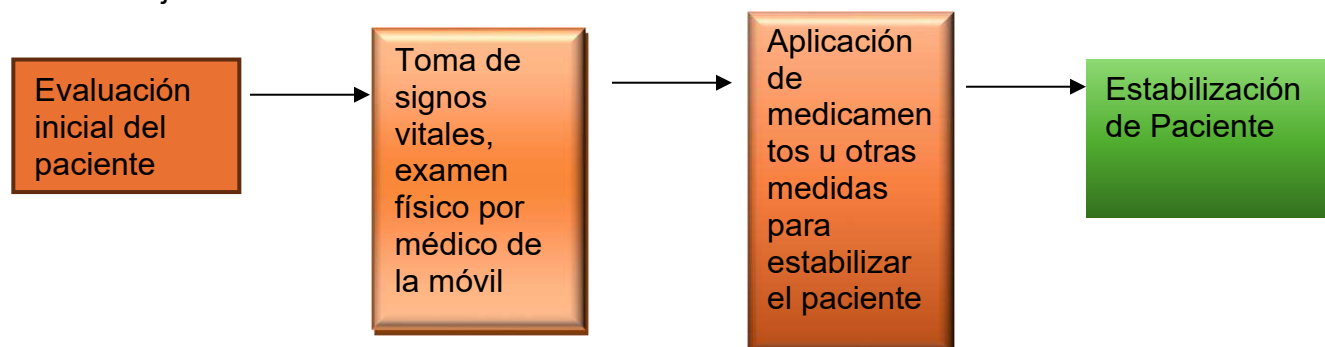 Evaluación
inicial del
paciente
Toma de
signos
vitales,
examen
físico por
médico de
la móvil
Aplicación
de
medicamen
tos u otras
medidas
para
estabilizar
el paciente
Estabilización
de Paciente